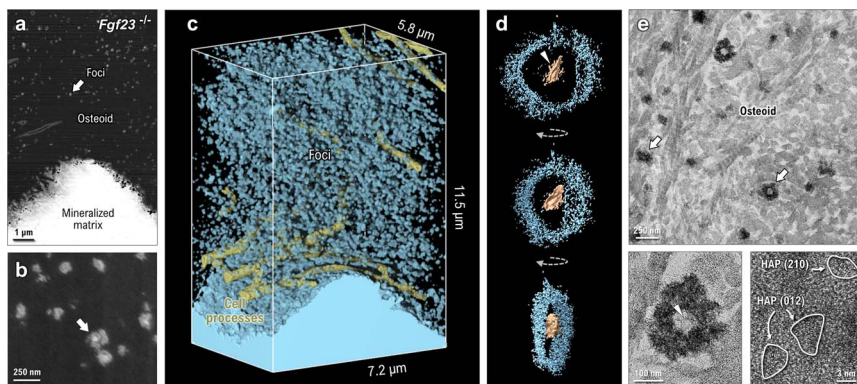 a
Fgf23 -/-
Foci
Osteoid
Mineralized
matrix
1 µm
b
250 nm
c
5.8 µm
Foci
11.5 µm
Cell
processes
7.2 µm
d
e
Osteoid
250 nm
100 nm
HAP (210)
HAP (012)
3 nm